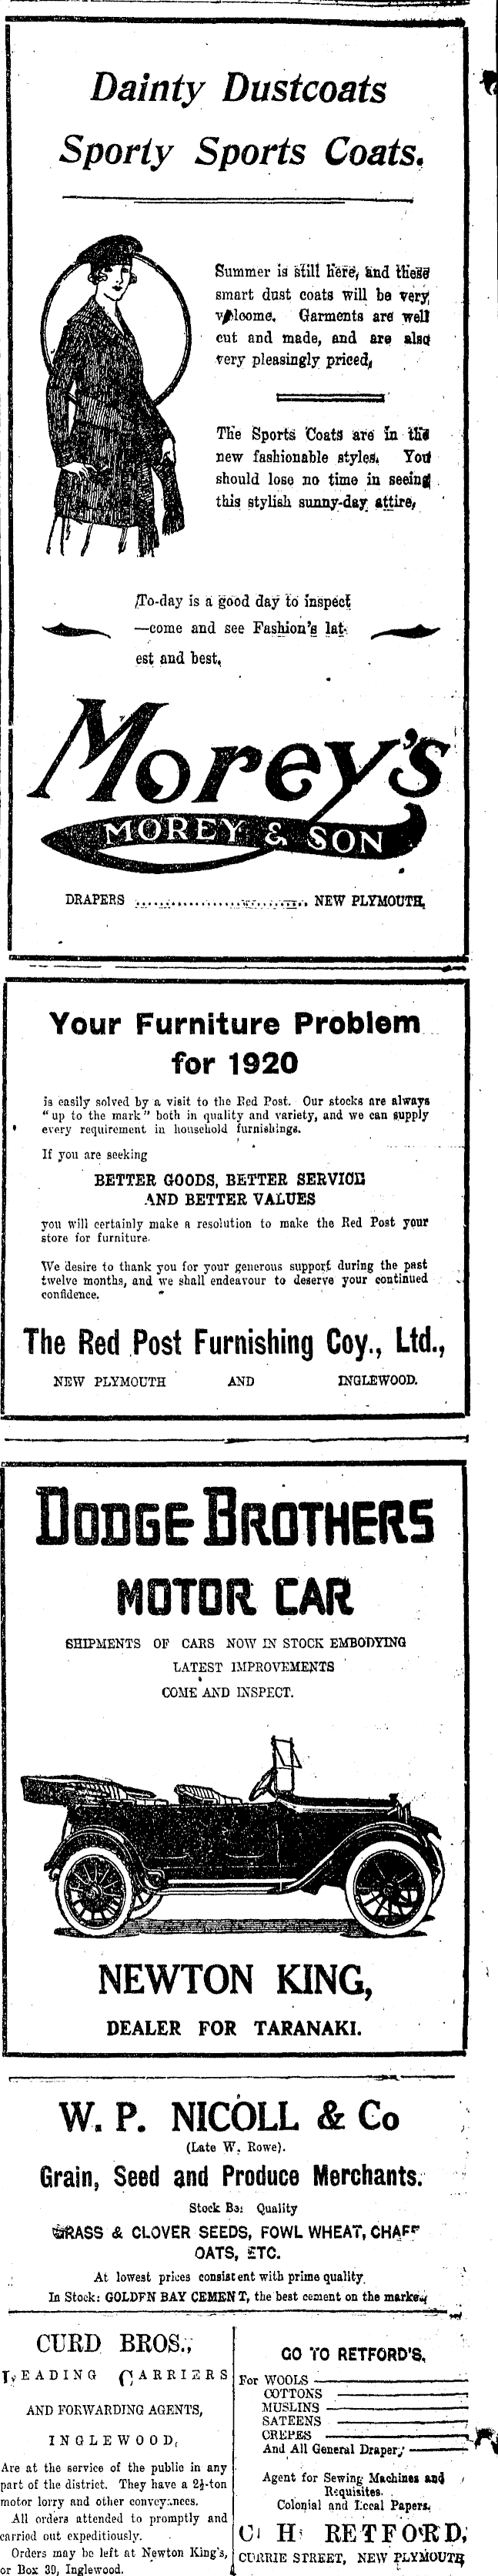 Dainty Dustcoats
Sporty Sports Coats.
Summer is still here, and these
smart dust coats will be very
welcome. Garments are well
cut and made, and are also
very pleasingly priced,
The Sports Coats are in the
new fashionable styles. You
should lose no time in seeing
this stylish sunny-day attire,
To-day is a good day to inspect
—come and see Fashion's lat-
est and best,
Morey's
MOREY & SON
DRAPERS .......................... NEW PLYMOUTH,
Your Furniture Problem
for 1920
is easily solved by a visit to the Red Post. Our stocks are always
"up to the mark" both in quality and variety, and we can supply
every requirement in household furnishings.
If you are seeking
BETTER GOODS, BETTER SERVICE
AND BETTER VALUES
you will certainly make a resolution to make the Red Post your
store for furniture.
We desire to thank you for your generous support during the past
twelve months, and we shall endeavour to deserve your continued
confidence.
The Red Post Furnishing Coy., Ltd.,
NEW PLYMOUTH AND INGLEWOOD.
DODGE BROTHERS
MOTOR CAR
SHIPMENTS OF CARS NOW IN STOCK EMBODYING
LATEST IMPROVEMENTS
COME AND INSPECT.
NEWTON KING,
DEALER FOR TARANAKI.
W. P. NICOLL & Co
(Late W. Rowe).
Grain, Seed and Produce Merchants.
Stock Quality
GRASS & CLOVER SEEDS, FOWL WHEAT, CHAFF
OATS, ETC.
At lowest prices consistent with prime quality.
In Stock: GOLDEN BAY CEMENT, the best cement on the market
CURD BROS.,
LEADING CARRIERS
AND FORWARDING AGENTS,
INGLEWOOD,
Are at the service of the public in any
part of the district. They have a 2½-ton
motor lorry and other conveyances.
All orders attended to promptly and
carried out expeditiously.
Orders may be left at Newton King's,
or Box 39, Inglewood.
GO TO RETFORD'S,
For WOOLS
COTTONS
MUSLINS
SATEENS
CREPES
And All General Drapery
Agent for Sewing Machines and
Requisites.
Colonial and Local Papers.
C. H. RETFORD,
CURRIE STREET, NEW PLYMOUTH